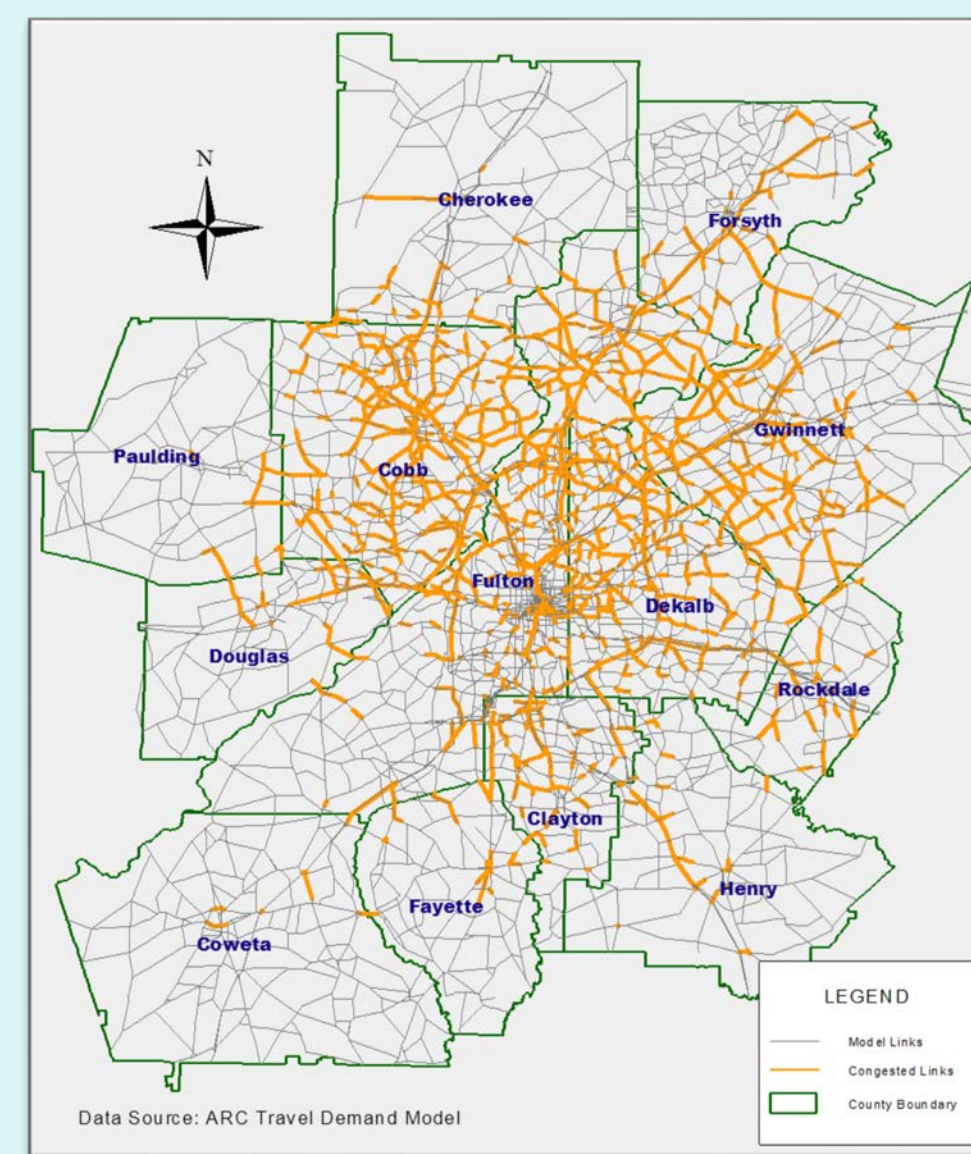 N
Cherokee
Forsyth
Gwinnett
Paulding
Cobb
Fulton
Dekalb
Douglas
Rockdale
Clayton
Henry
Fayette
Coweta
LEGEND
Model Links
Congested Links
County Boundary
Data Source: ARC Travel Demand Model